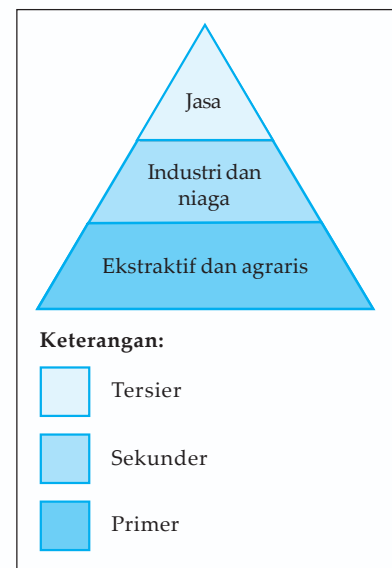 Jasa
Industri dan
niaga
Ekstraktif dan agraris
Keterangan:
Tersier
Sekunder
Primer